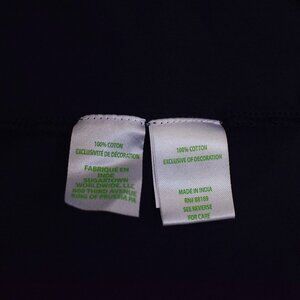 100% COTTON
EXCLUSIVITÉ DE DÉCORATION
FABRIQUÉ EN
INDE
SUGARTOWN
WORLDWIDE, LLC
800 THIRD AVENUE
KING OF PRUSSIA PA
100% COTTON
EXCLUSIVE OF DECORATION
MADE IN INDIA
RN# 88169
SEE REVERSE
FOR CARE